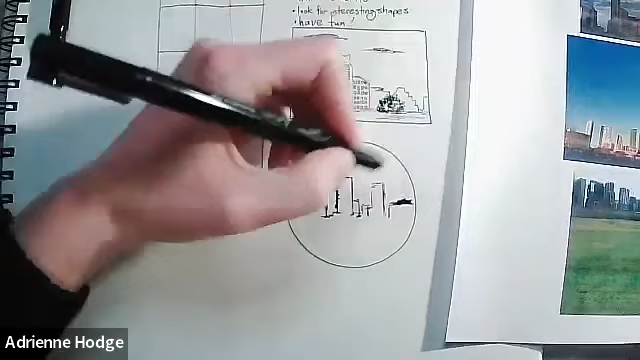 • look for interesting shapes
• have fun!
Adrienne Hodge